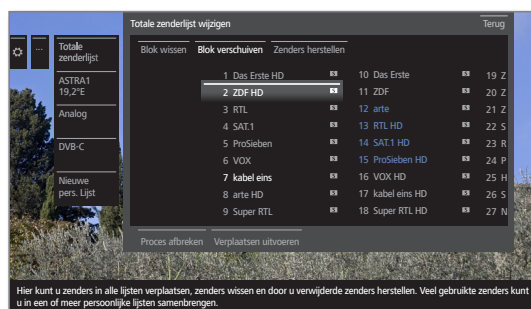 Totale zenderlijst wijzigen
Terug
...
Totale
zenderlijst
ASTRA1
19,2°E
Analog
DVB-C
Nieuwe
pers. Lijst
Blok wissen Blok verschuiven Zenders herstellen
1 Das Erste HD
2 ZDF HD
3 RTL
4 SAT.1
5 ProSieben
6 VOX
7 kabel eins
8 arte HD
9 Super RTL
10 Das Erste
11 ZDF
12 arte
13 RTL HD
14 SAT.1 HD
15 ProSieben HD
16 VOX HD
17 kabel eins HD
18 Super RTL HD
19 Z
20 Z
21 Z
22 S
23 R
24 P
25 H
26 S
27 N
Proces afbreken Verplaatsen uitvoeren
Hier kunt u zenders in alle lijsten verplaatsen, zenders wissen en door u verwijderde zenders herstellen. Veel gebruikte zenders kunt
u in een of meer persoonlijke lijsten samenbrengen.